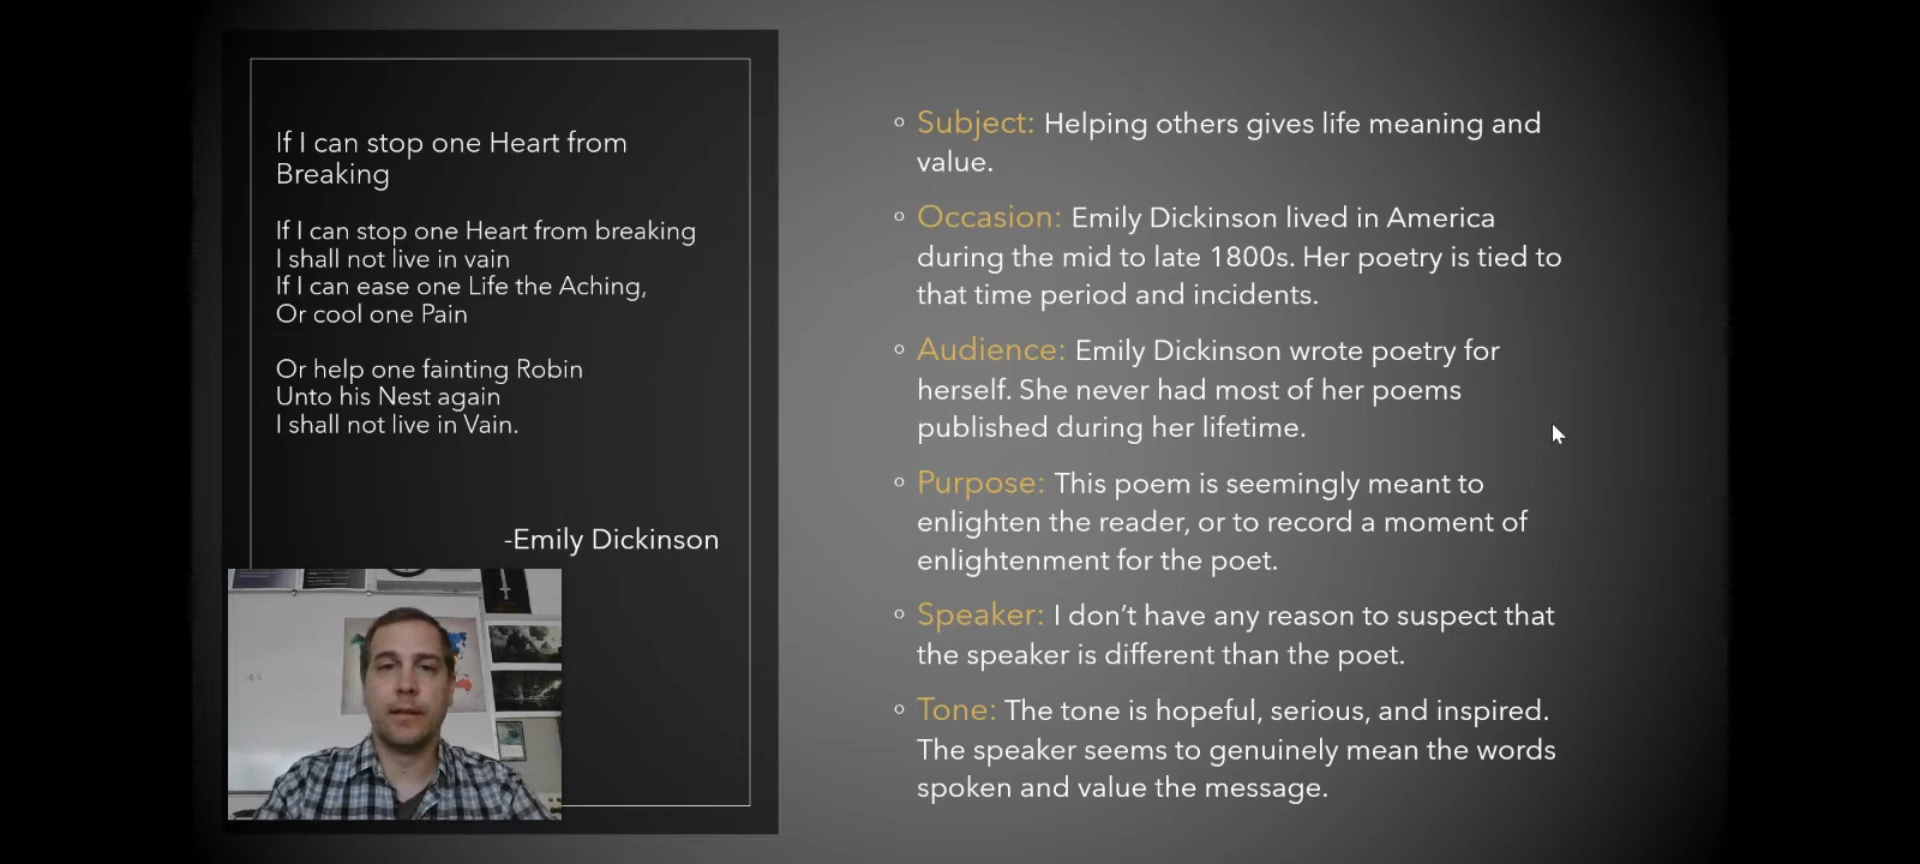 If I can stop one Heart from
Breaking
If I can stop one Heart from breaking
I shall not live in vain
If I can ease one Life the Aching,
Or cool one Pain
Or help one fainting Robin
Unto his Nest again
I shall not live in Vain.
-Emily Dickinson
Subject: Helping others gives life meaning and
value.
Occasion: Emily Dickinson lived in America
during the mid to late 1800s. Her poetry is tied to
that time period and incidents.
Audience: Emily Dickinson wrote poetry for
herself. She never had most of her poems
published during her lifetime.
Purpose: This poem is seemingly meant to
enlighten the reader, or to record a moment of
enlightenment for the poet.
Speaker: I don’t have any reason to suspect that
the speaker is different than the poet.
Tone: The tone is hopeful, serious, and inspired.
The speaker seems to genuinely mean the words
spoken and value the message.